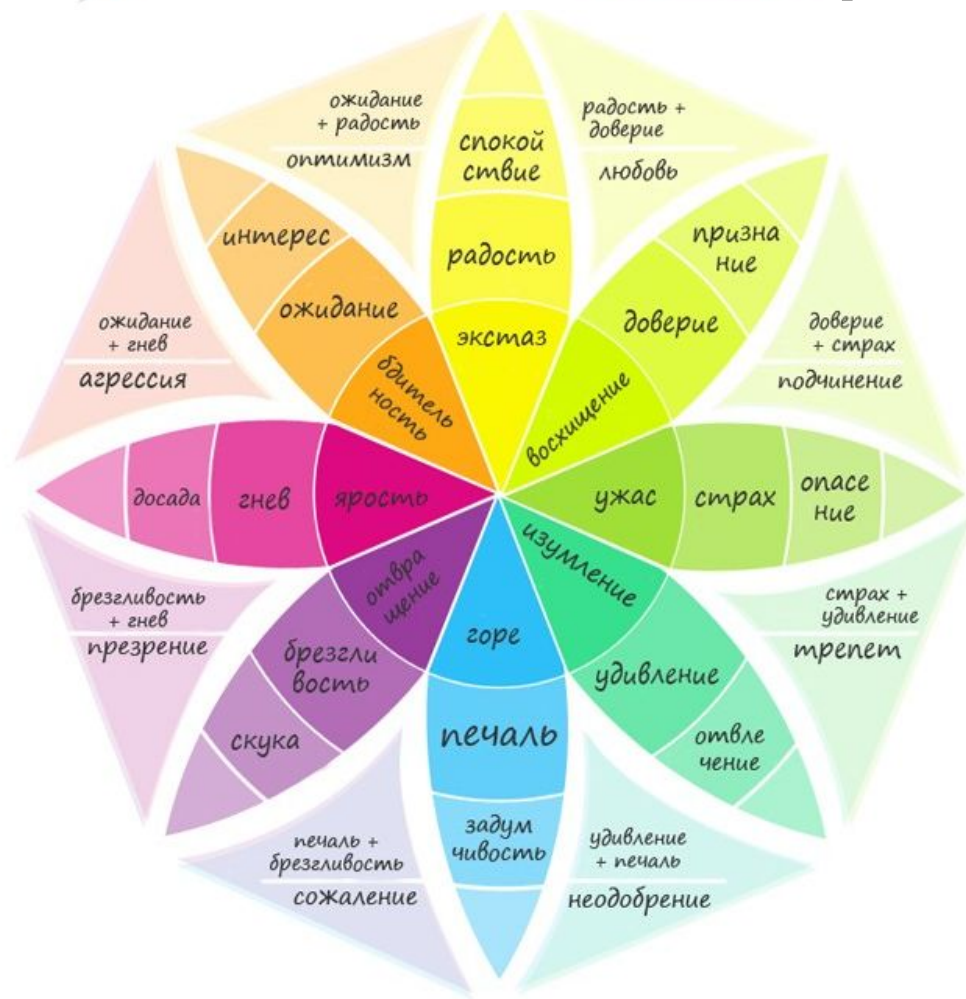 ожидание
+ радость
оптимизм
радость +
доверие
любовь
спокой
ствие
радость
экстаз
интерес
ожидание
бдитель
ность
призна
ние
доверие
восхищение
ожидание
+ гнев
агрессия
доверие
+ страх
подчинение
досада
гнев
ярость
ужас
страх
опасе
ние
брезгливость
+ гнев
презрение
отвра
щение
брезгли
вость
скука
горе
печаль
задум
чивость
изумление
удивление
отвле
чение
страх +
удивление
трепет
печаль +
брезгливость
сожаление
удивление
+ печаль
неодобрение